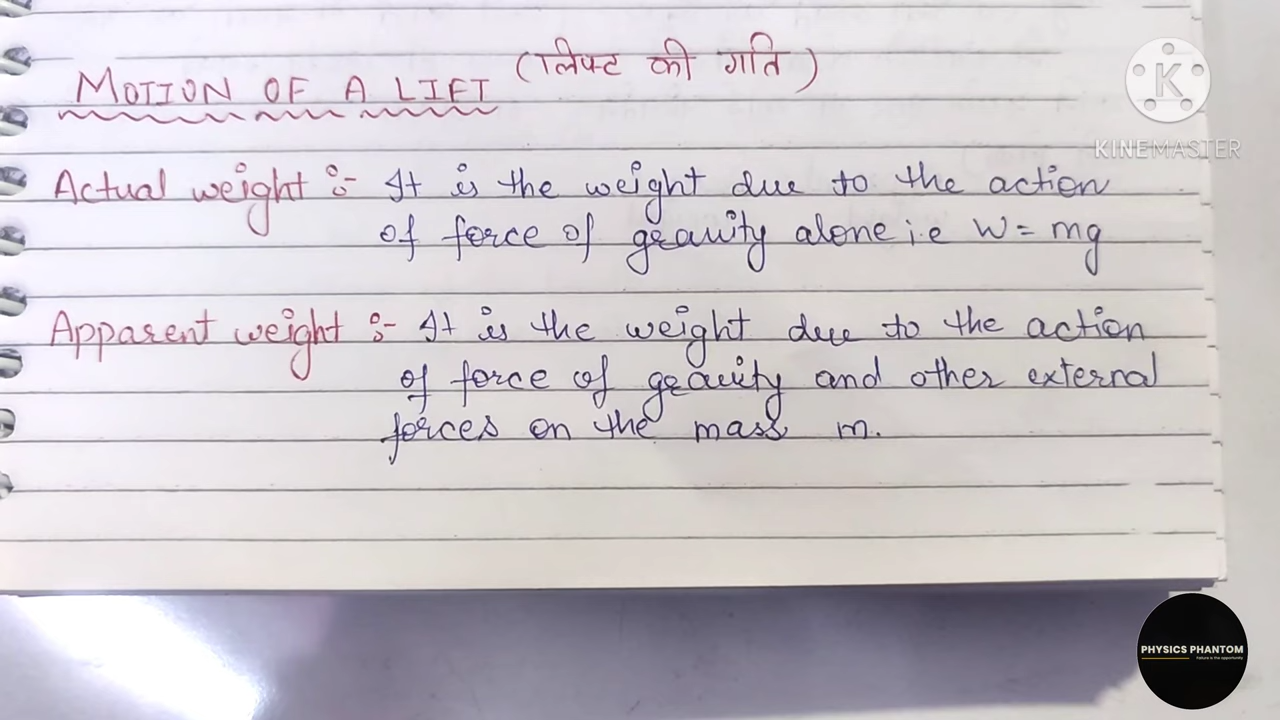 MOTION OF A LIFT (लिफ्ट की गति)
Actual weight :- It is the weight due to the action
of force of gravity alone i.e W = mg
Apparent weight :- It is the weight due to the action
of force of gravity and other external
forces on the mass m.
K
KINEMASTER
PHYSICS PHANTOM